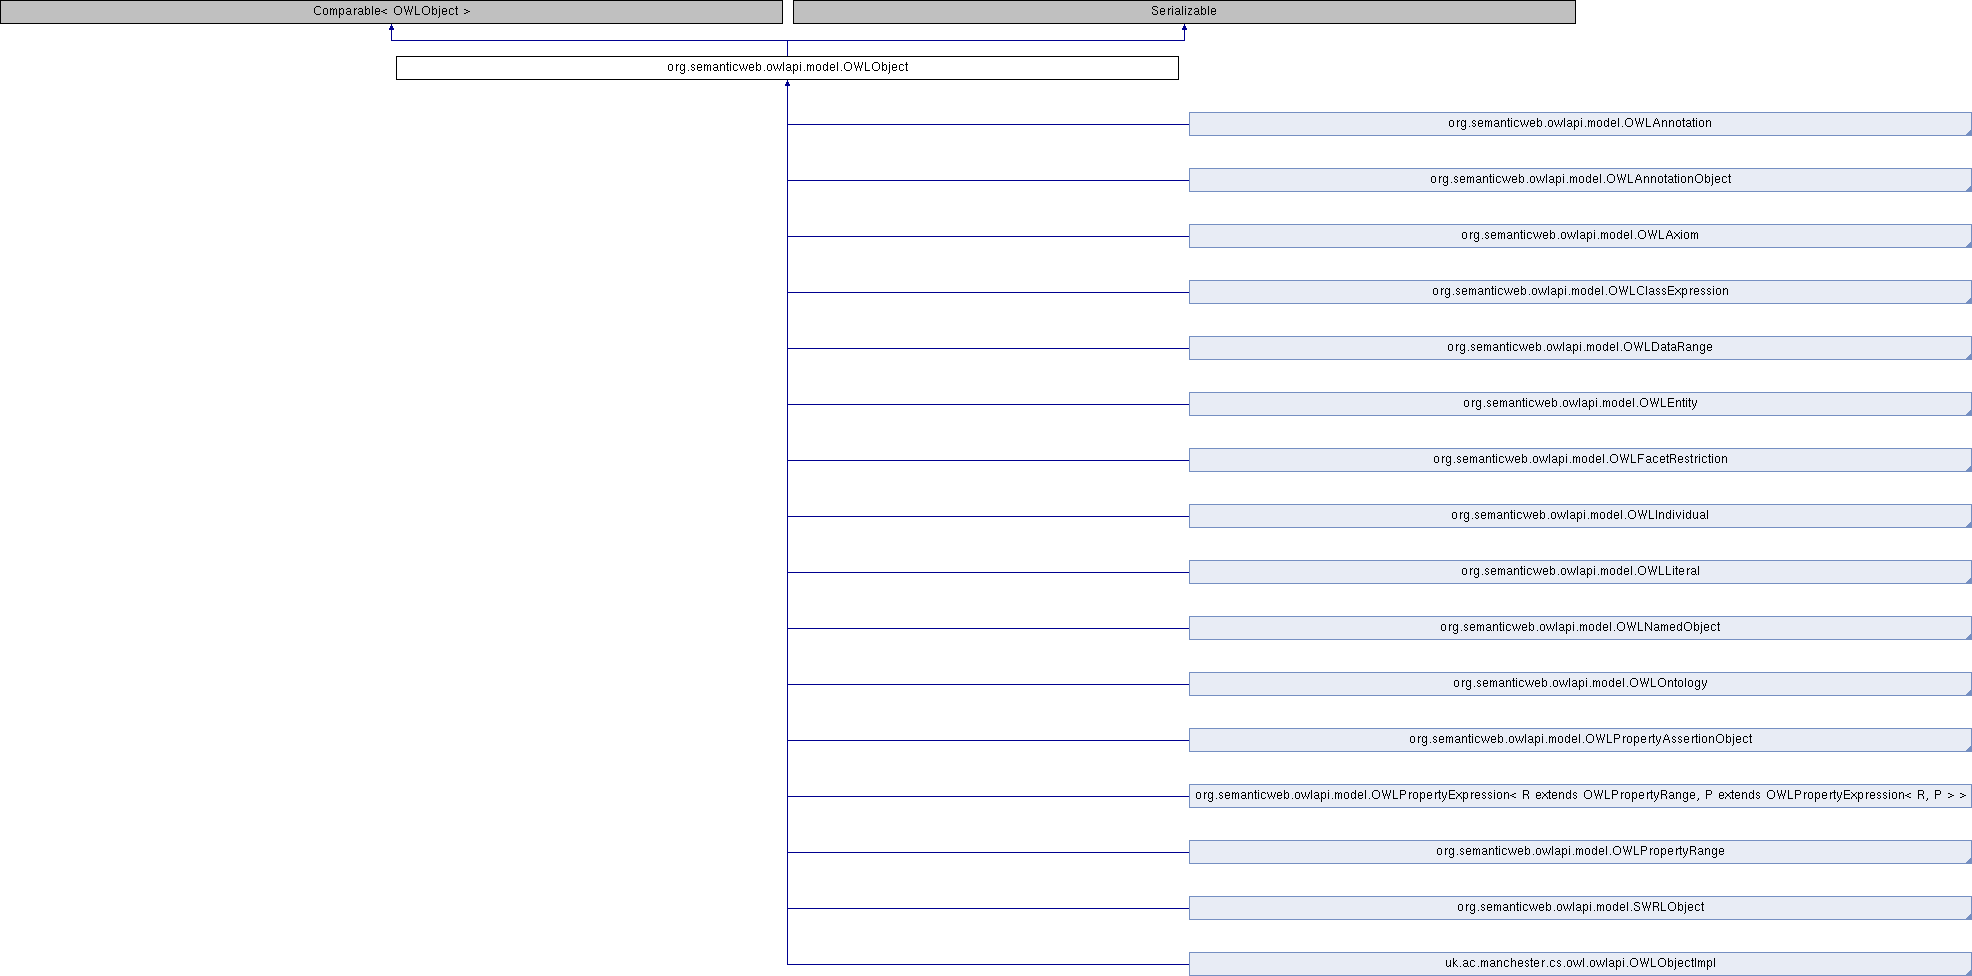 Comparable< OWLObject >
Serializable
org.semanticweb.owlapi.model.OWLObject
org.semanticweb.owlapi.model.OWLAnnotation
org.semanticweb.owlapi.model.OWLAnnotationObject
org.semanticweb.owlapi.model.OWLAxiom
org.semanticweb.owlapi.model.OWLClassExpression
org.semanticweb.owlapi.model.OWLDataRange
org.semanticweb.owlapi.model.OWLEntity
org.semanticweb.owlapi.model.OWLFacetRestriction
org.semanticweb.owlapi.model.OWLIndividual
org.semanticweb.owlapi.model.OWLLiteral
org.semanticweb.owlapi.model.OWLNamedObject
org.semanticweb.owlapi.model.OWLOntology
org.semanticweb.owlapi.model.OWLPropertyAssertionObject
org.semanticweb.owlapi.model.OWLPropertyExpression< R extends OWLPropertyRange, P extends OWLPropertyExpression< R, P > >
org.semanticweb.owlapi.model.OWLPropertyRange
org.semanticweb.owlapi.model.SWRLObject
uk.ac.manchester.cs.owl.owlapi.OWLObjectImpl